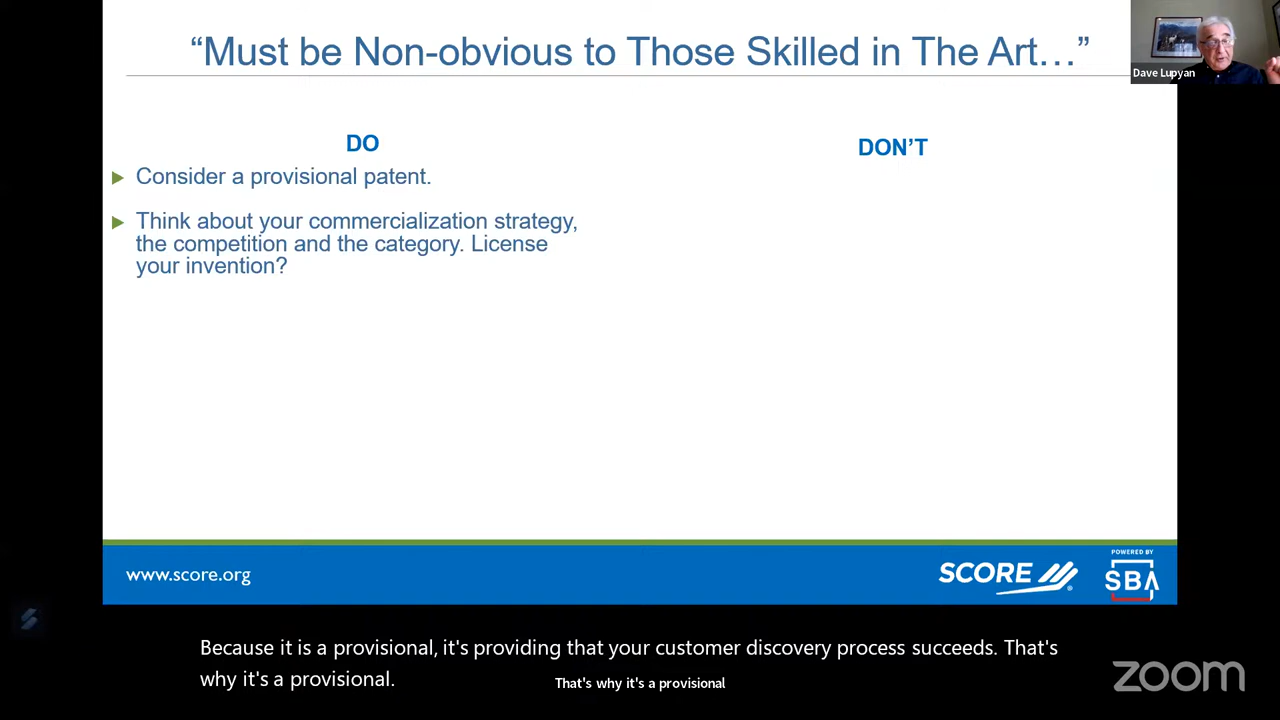 “Must be Non-obvious to Those Skilled in The Art…”
Dave Lupyan
DO
Consider a provisional patent.
Think about your commercialization strategy,
the competition and the category. License
your invention?
DON’T
www.score.org
SCORE
POWERED BY
SBA
Because it is a provisional, it's providing that your customer discovery process succeeds. That's
why it's a provisional.
That's why it's a provisional
zoom